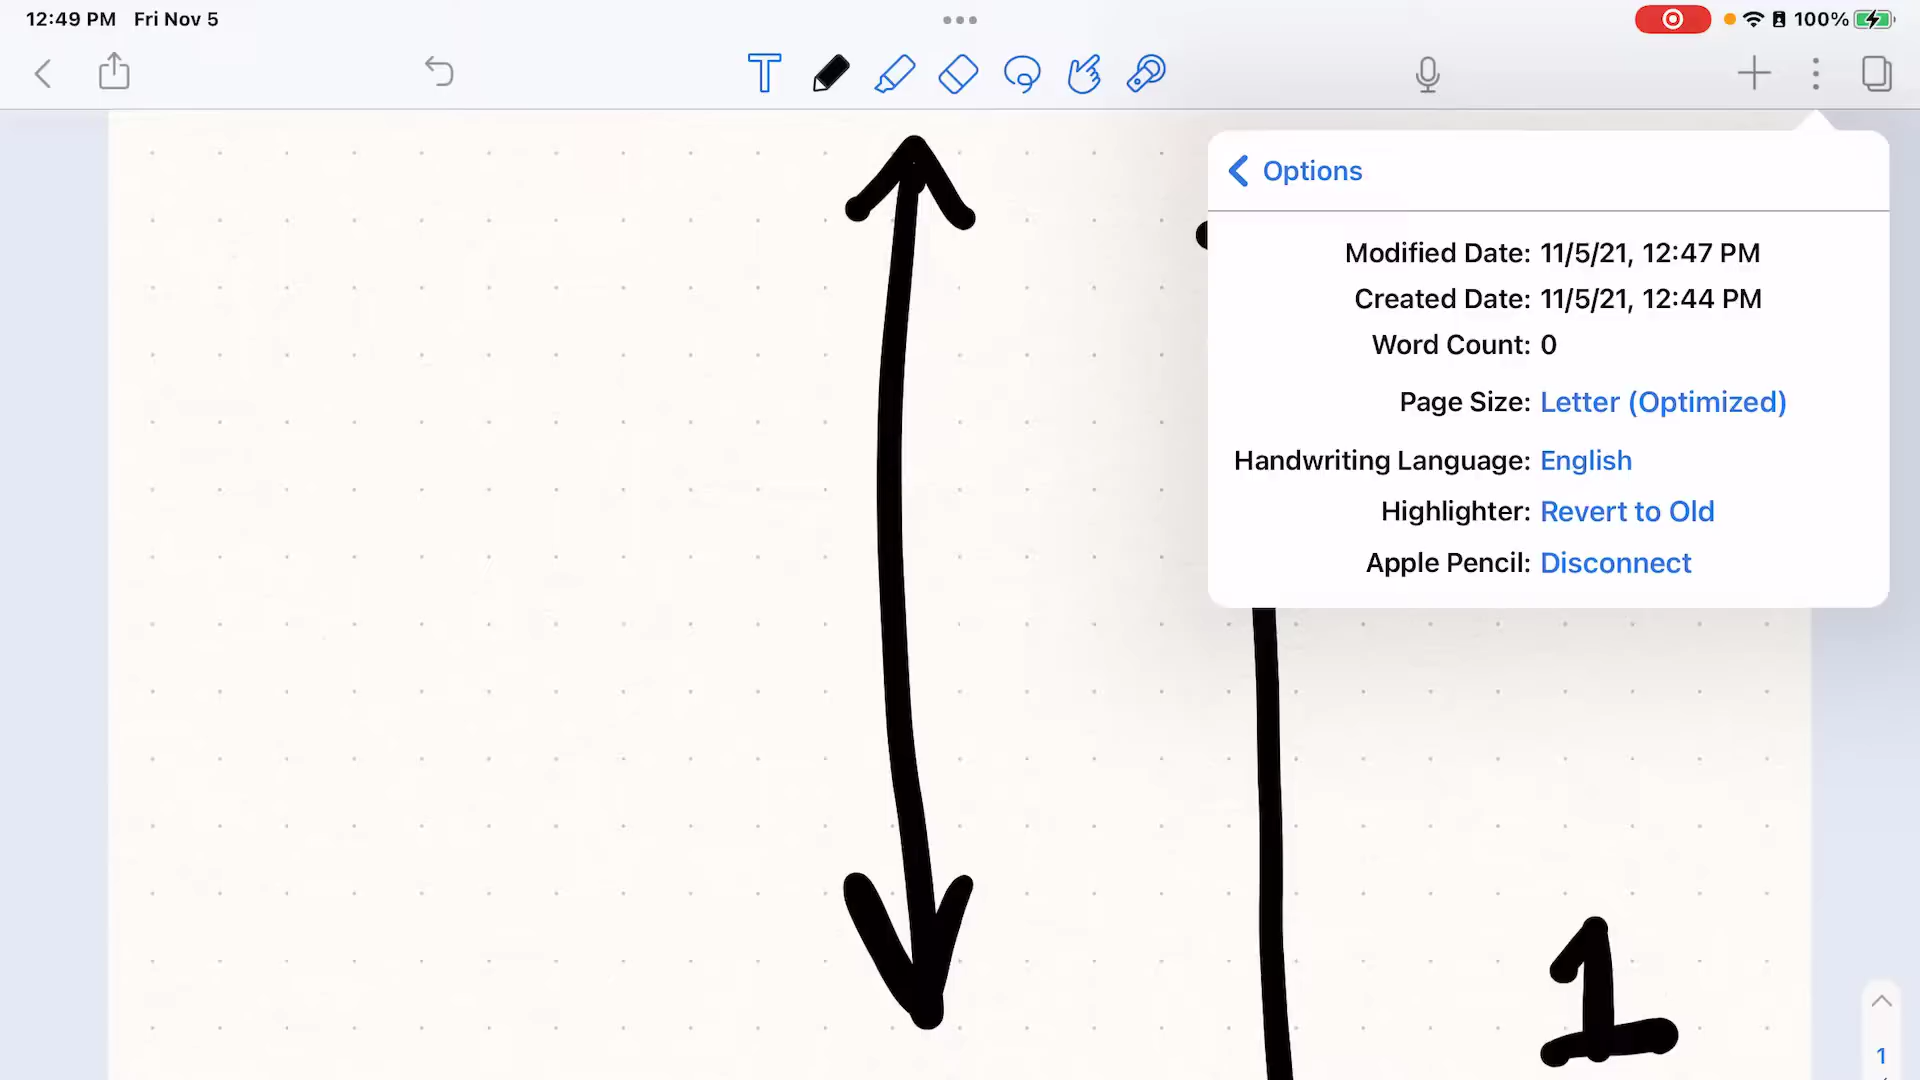 12:49 PM Fri Nov 5
100%
T
Options
Modified Date: 11/5/21, 12:47 PM
Created Date: 11/5/21, 12:44 PM
Word Count: 0
Page Size: Letter (Optimized)
Handwriting Language: English
Highlighter: Revert to Old
Apple Pencil: Disconnect
1
1